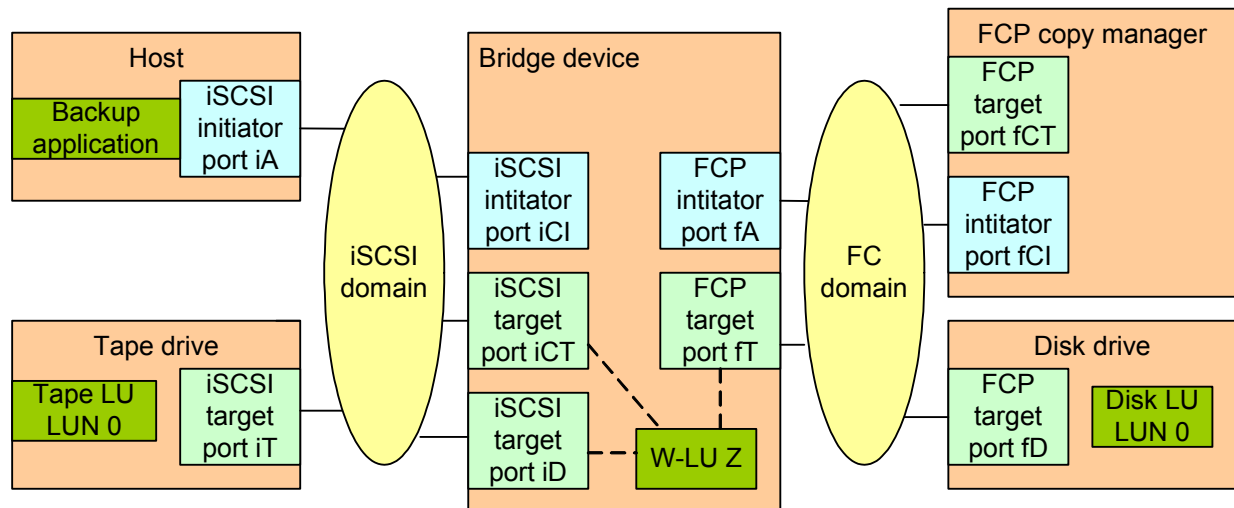 Host
Backup
application
iSCSI
initiator
port iA
Tape drive
Tape LU
LUN 0
iSCSI
target
port iT
iSCSI
domain
Bridge device
iSCSI
intitator
port iCI
FCP
intitator
port fA
iSCSI
target
port iCT
FCP
target
port fT
iSCSI
target
port iD
W-LU Z
FC
domain
FCP copy manager
FCP
target
port fCT
FCP
intitator
port fCI
Disk drive
FCP
target
port fD
Disk LU
LUN 0